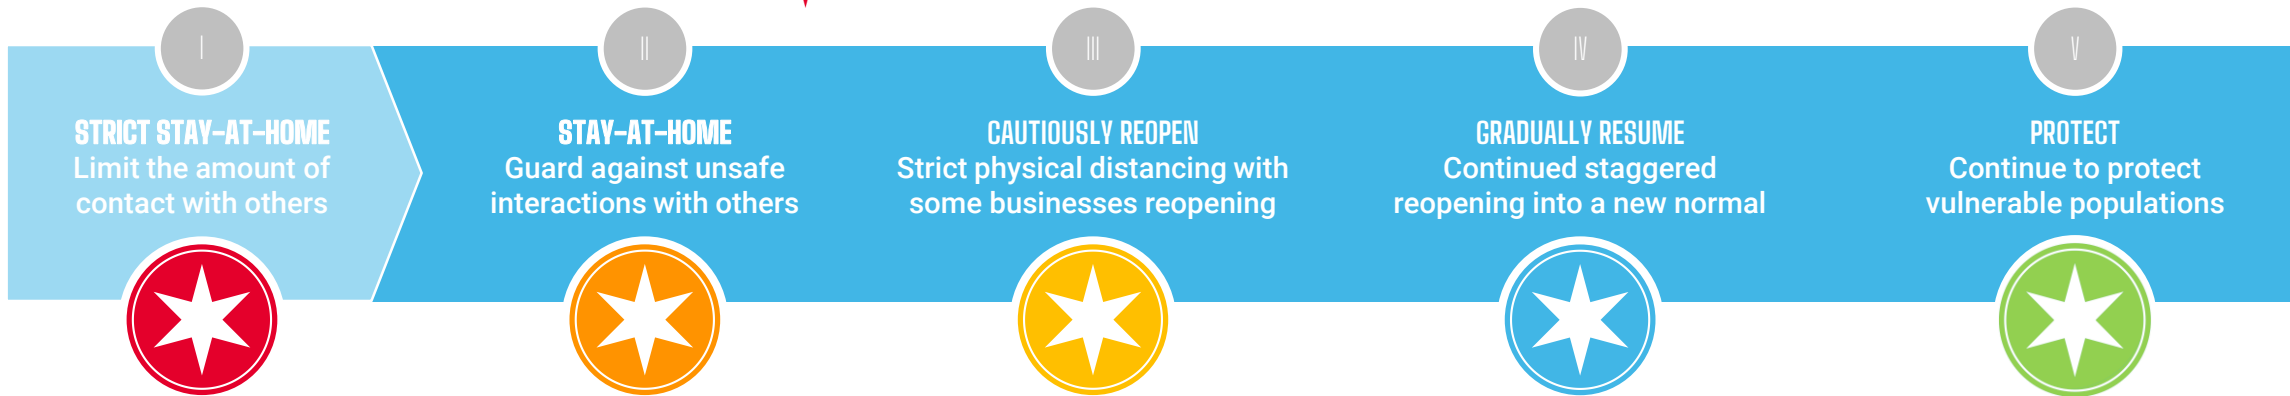 I
STRICT STAY-AT-HOME
Limit the amount of
contact with others
II
STAY-AT-HOME
Guard against unsafe
interactions with others
III
CAUTIOUSLY REOPEN
Strict physical distancing with
some businesses reopening
IV
GRADUALLY RESUME
Continued staggered
reopening into a new normal
V
PROTECT
Continue to protect
vulnerable populations